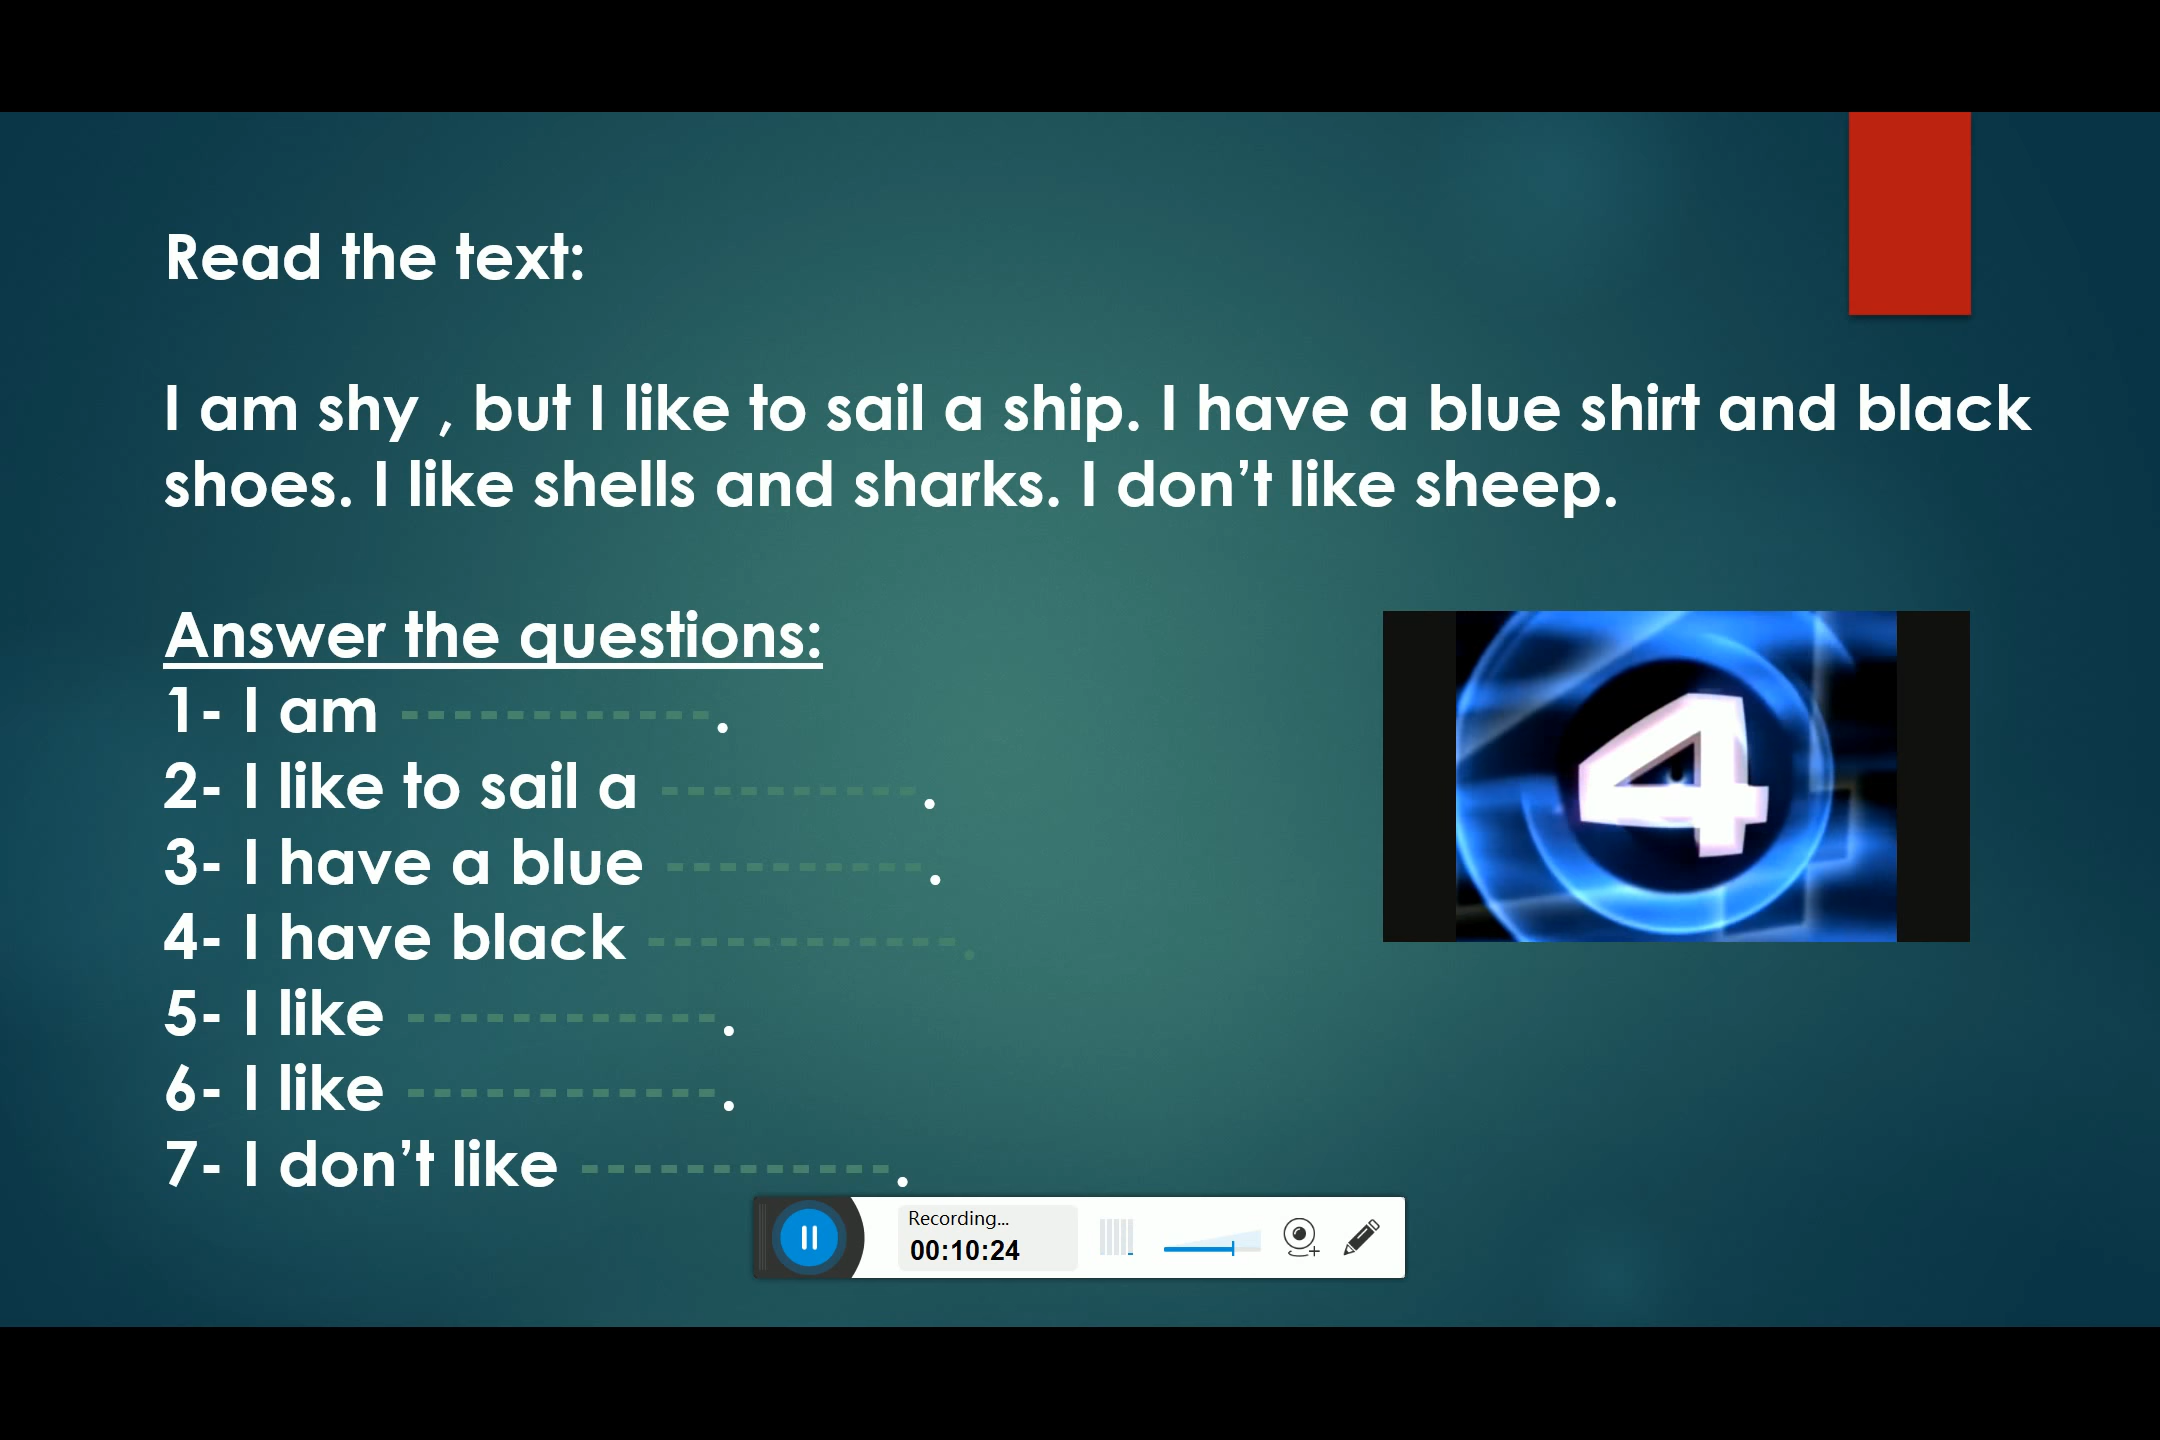 Read the text:
I am shy , but I like to sail a ship. I have a blue shirt and black
shoes. I like shells and sharks. I don’t like sheep.
Answer the questions:
1- I am ------------.
2- I like to sail a ----------.
3- I have a blue ----------.
4- I have black ------------.
5- I like ------------.
6- I like ------------.
7- I don’t like ------------.
4
Recording...
00:10:24